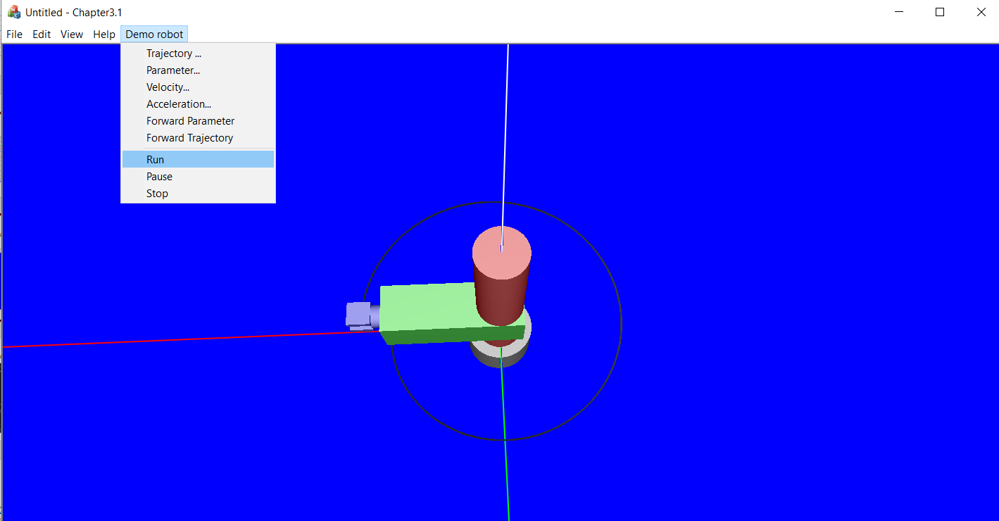 Untitled - Chapter3.1
File Edit View Help Demo robot
Trajectory ...
Parameter...
Velocity...
Acceleration...
Forward Parameter
Forward Trajectory
Run
Pause
Stop